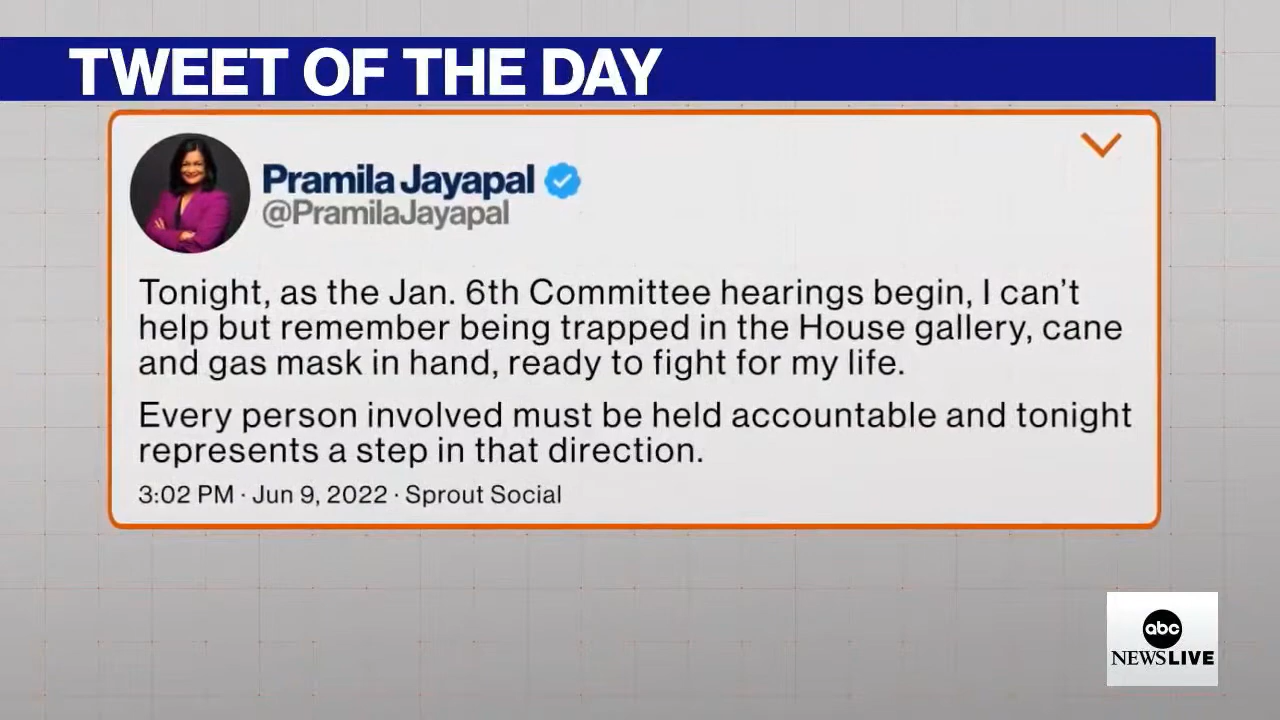 TWEET OF THE DAY
Pramila Jayapal
@PramilaJayapal
Tonight, as the Jan. 6th Committee hearings begin, I can't
help but remember being trapped in the House gallery, cane
and gas mask in hand, ready to fight for my life.
Every person involved must be held accountable and tonight
represents a step in that direction.
3:02 PM · Jun 9, 2022 · Sprout Social
abc
NEWSLIVE